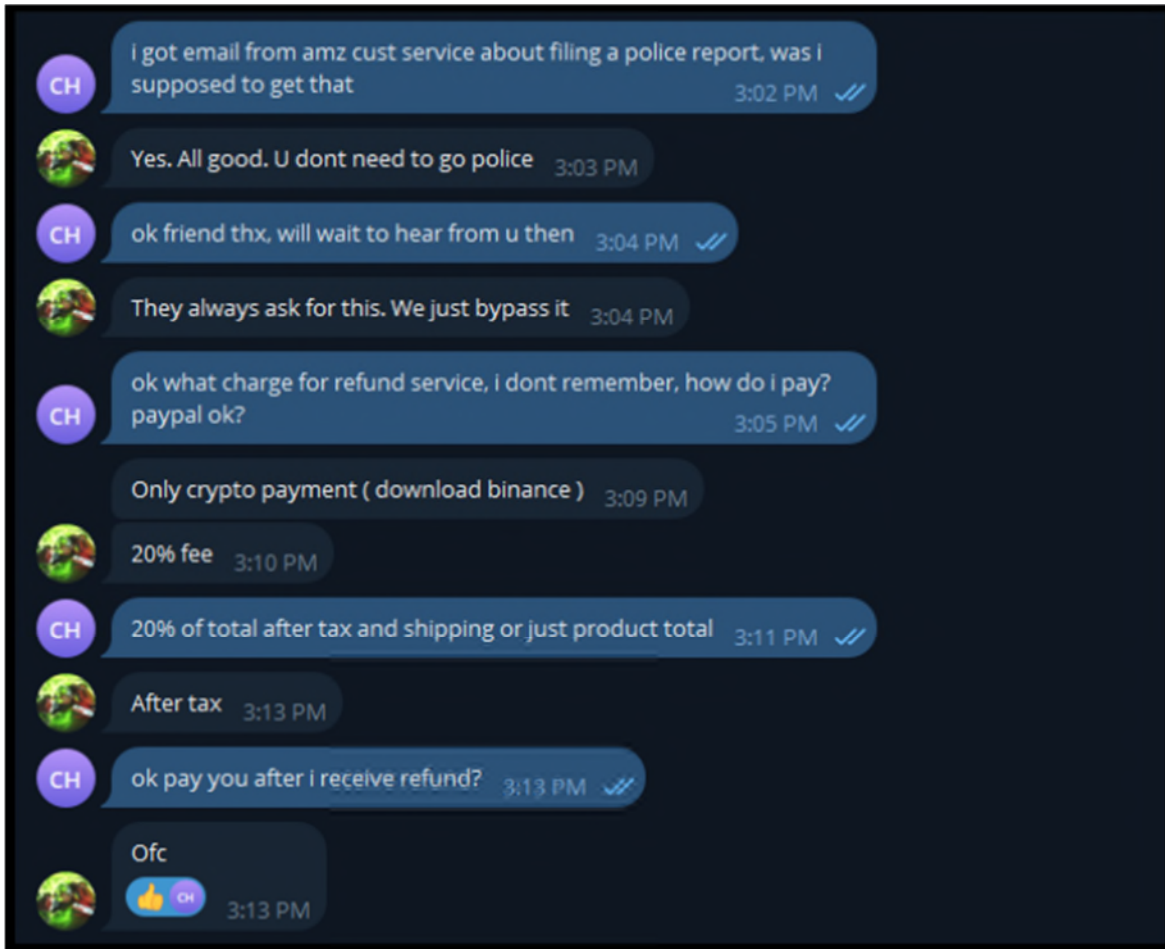 i got email from amz cust service about filing a police report, was i
supposed to get that
3:02 PM
CH
Yes. All good. U dont need to go police 3:03 PM
CH
ok friend thx, will wait to hear from u then 3:04 PM
They always ask for this. We just bypass it 3:04 PM
ok what charge for refund service, i dont remember, how do i pay?
paypal ok?
3:05 PM
CH
Only crypto payment ( download binance ) 3:09 PM
20% fee 3:10 PM
CH
20% of total after tax and shipping or just product total 3:11 PM
After tax 3:13 PM
CH
ok pay you after i receive refund? 3:13 PM
Ofc
👍 CH 3:13 PM